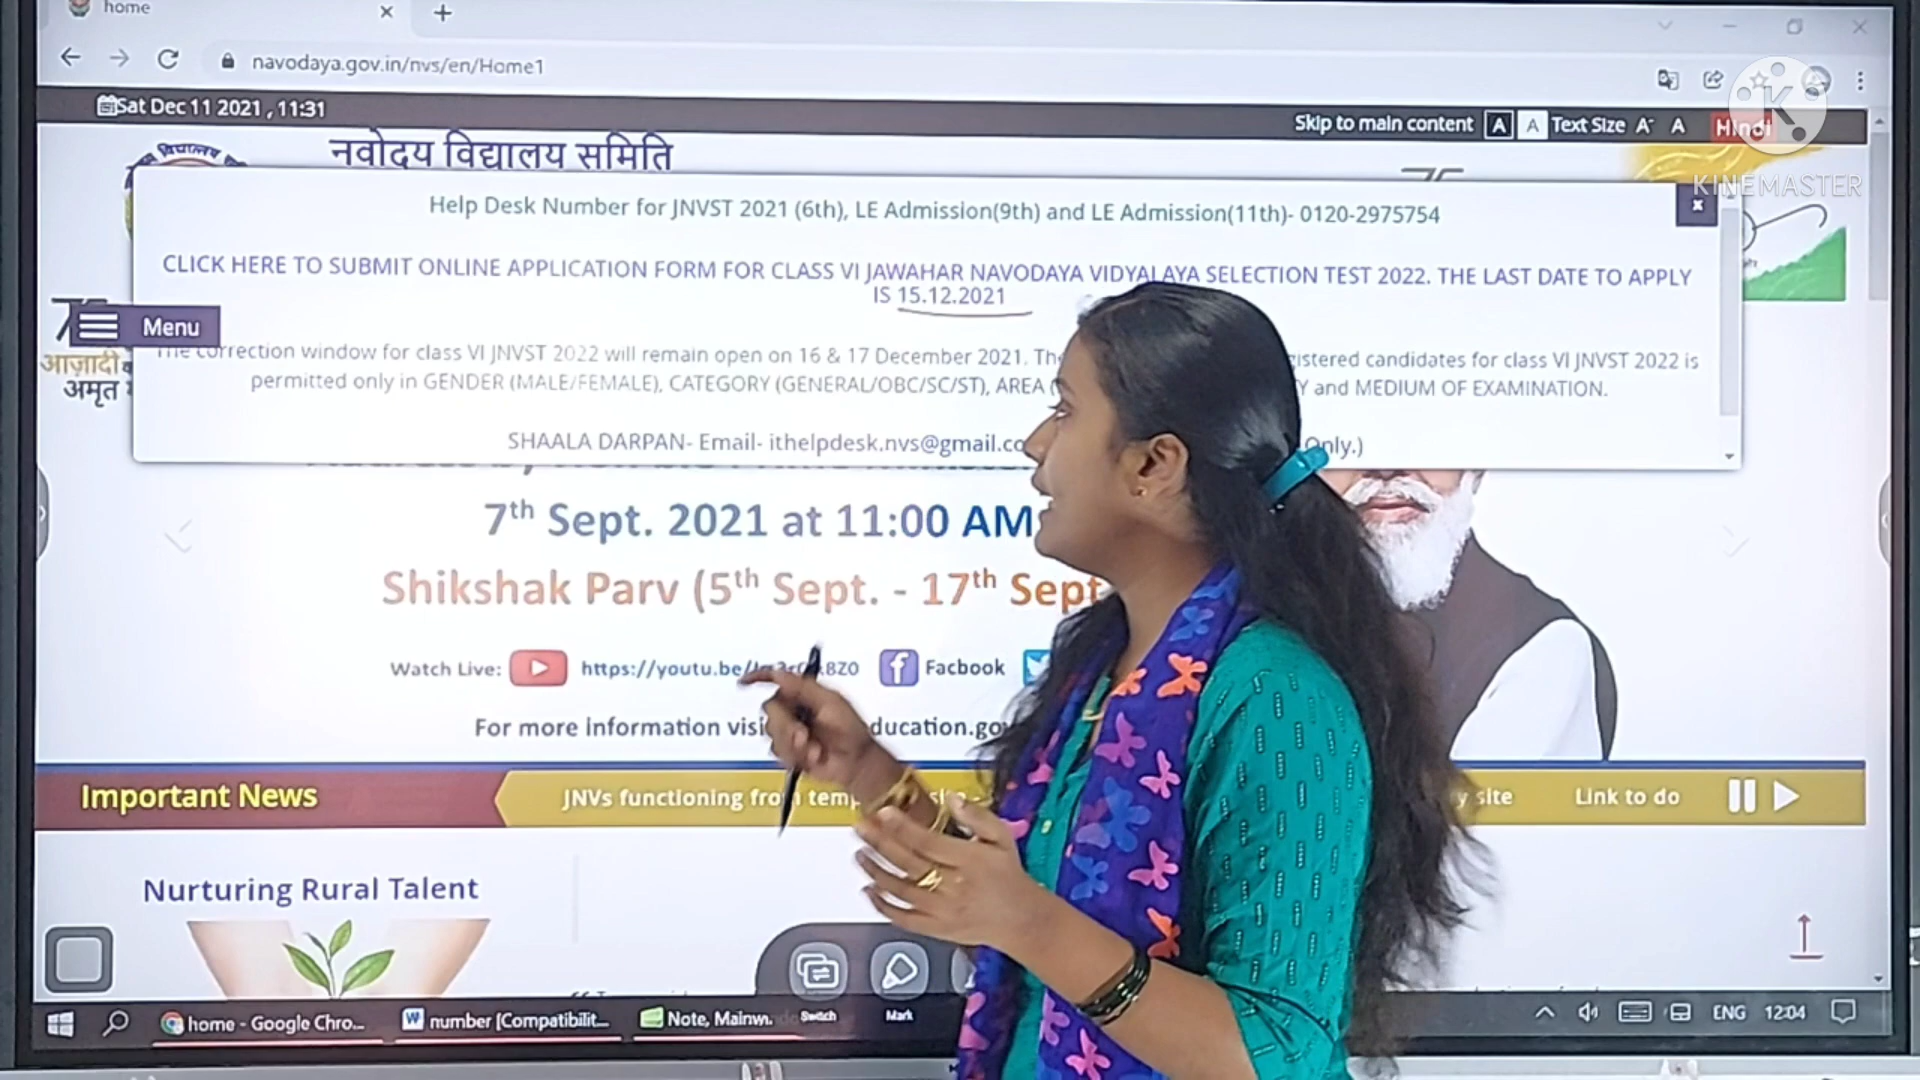 home
navodaya.gov.in/nvs/en/Home1
Sat Dec 11 2021 , 11:31
Skip to main content A A Text Size A- A Hindi
KINEMASTER
नवोदय विद्यालय समिति
Help Desk Number for JNVST 2021 (6th), LE Admission(9th) and LE Admission(11th)- 0120-2975754
CLICK HERE TO SUBMIT ONLINE APPLICATION FORM FOR CLASS VI JAWAHAR NAVODAYA VIDYALAYA SELECTION TEST 2022. THE LAST DATE TO APPLY
IS 15.12.2021
Menu
The correction window for class VI JNVST 2022 will remain open on 16 & 17 December 2021. candidates for class VI JNVST 2022 is
permitted only in GENDER (MALE/FEMALE), CATEGORY (GENERAL/OBC/SC/ST), AREA and MEDIUM OF EXAMINATION.
आज़ादी
अमृत
SHAALA DARPAN- Email- ithelpdesk.nvs@gmail.co Only.)
7th Sept. 2021 at 11:00 AM
Shikshak Parv (5th Sept. - 17th Sept
Watch Live: https://youtu.be/ Facbook
For more information
Important News
JNVs functioning from site Link to do
Nurturing Rural Talent
Switch
Mark
home - Google Chro...
number [Compatibilit...
Note, Mainwi.
ENG 12:04